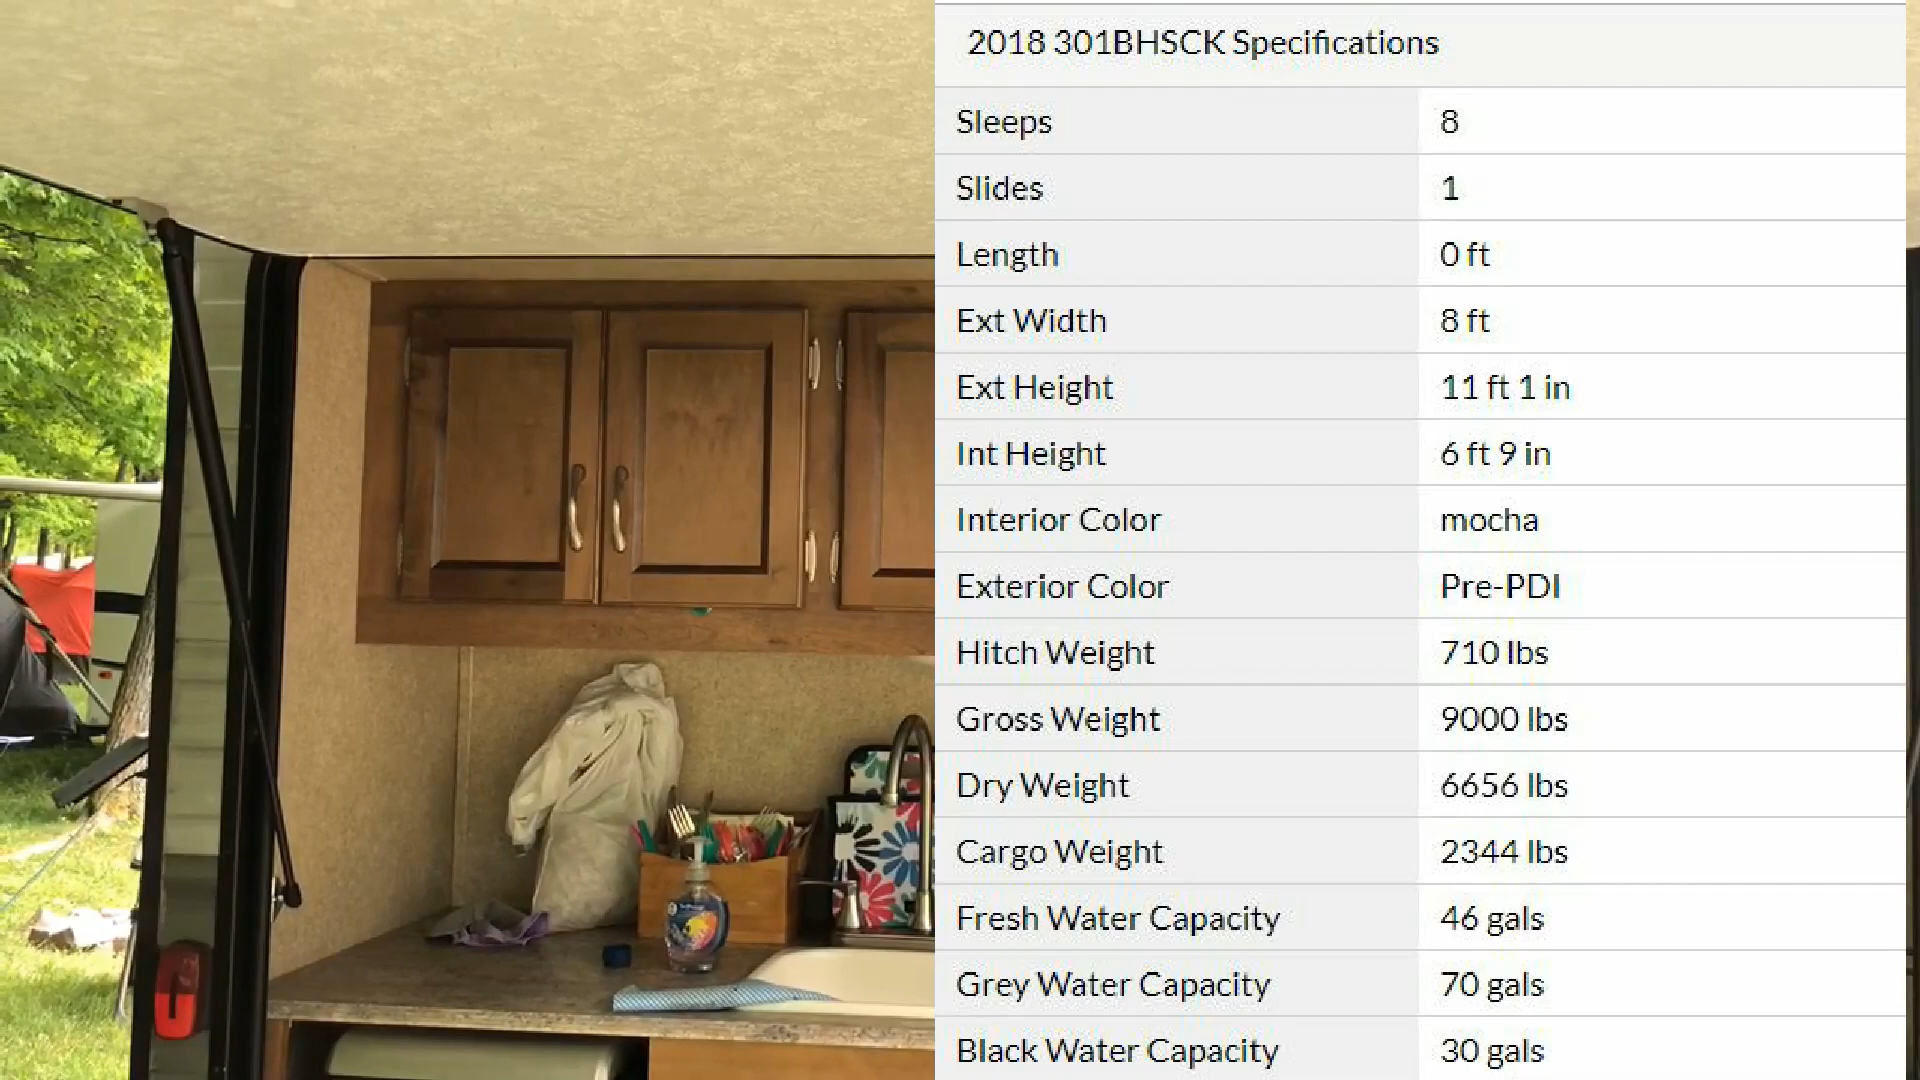 2018 301BHSCK Specifications
Sleeps 8
Slides 1
Length 0 ft
Ext Width 8 ft
Ext Height 11 ft 1 in
Int Height 6 ft 9 in
Interior Color mocha
Exterior Color Pre-PDI
Hitch Weight 710 lbs
Gross Weight 9000 lbs
Dry Weight 6656 lbs
Cargo Weight 2344 lbs
Fresh Water Capacity 46 gals
Grey Water Capacity 70 gals
Black Water Capacity 30 gals